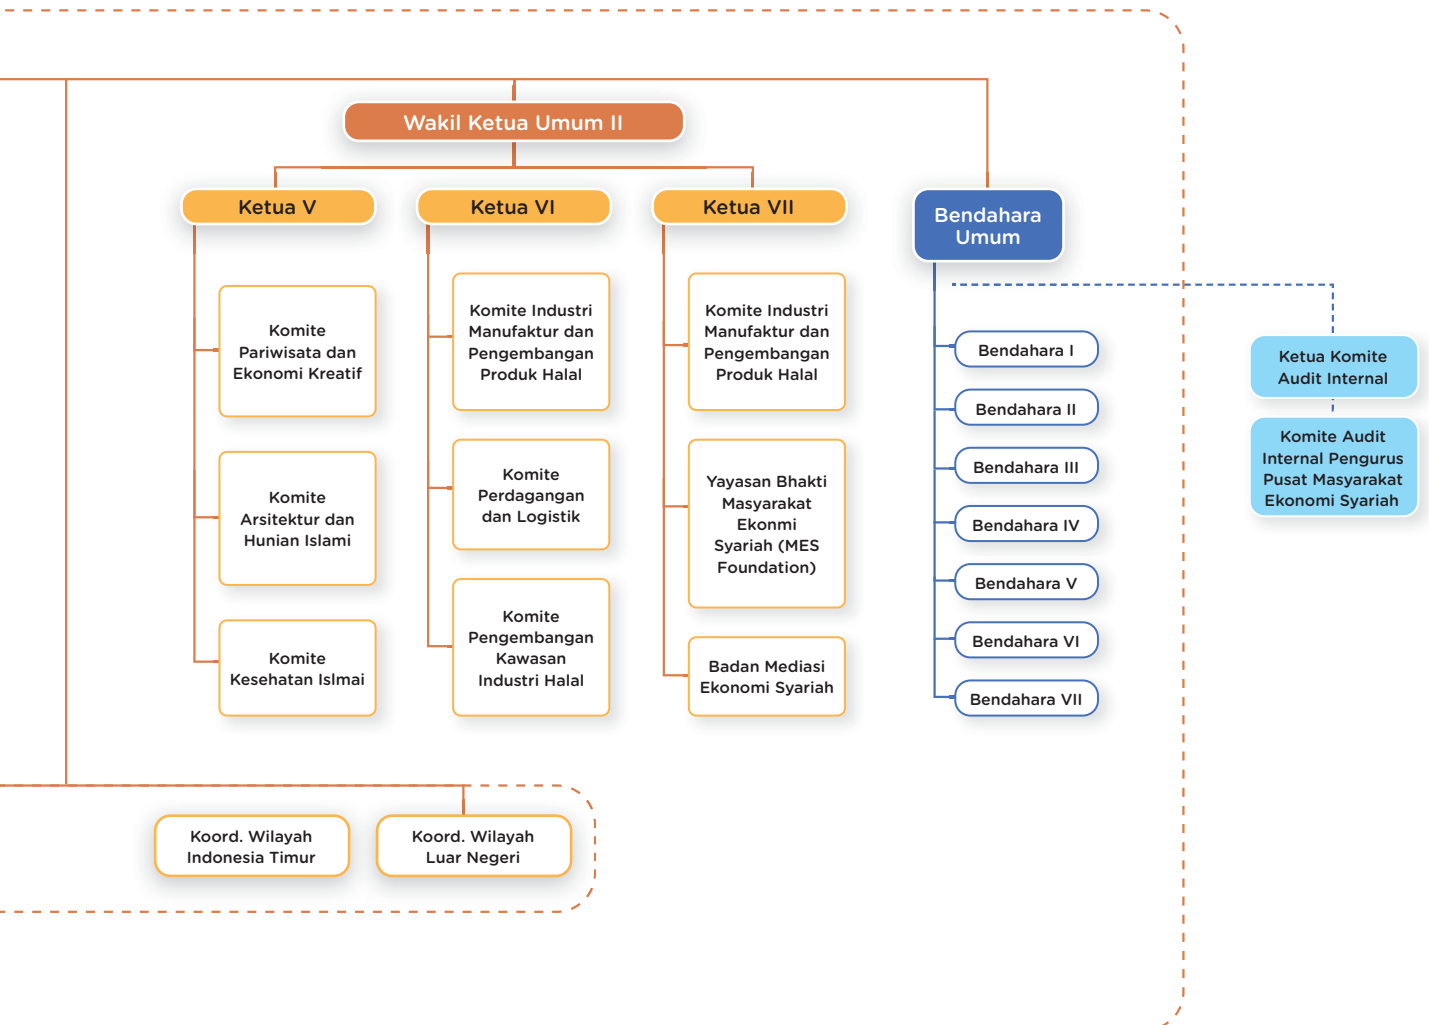 Wakil Ketua Umum II
Ketua V
Komite
Pariwisata dan
Ekonomi Kreatif
Komite
Arsitektur dan
Hunian Islami
Komite
Kesehatan Islmai
Ketua VI
Komite Industri
Manufaktur dan
Pengembangan
Produk Halal
Komite
Perdagangan
dan Logistik
Komite
Pengembangan
Kawasan
Industri Halal
Ketua VII
Komite Industri
Manufaktur dan
Pengembangan
Produk Halal
Yayasan Bhakti
Masyarakat
Ekonmi
Syariah (MES
Foundation)
Badan Mediasi
Ekonomi Syariah
Bendahara
Umum
Bendahara I
Bendahara II
Bendahara III
Bendahara IV
Bendahara V
Bendahara VI
Bendahara VII
Ketua Komite
Audit Internal
Komite Audit
Internal Pengurus
Pusat Masyarakat
Ekonomi Syariah
Koord. Wilayah
Indonesia Timur
Koord. Wilayah
Luar Negeri